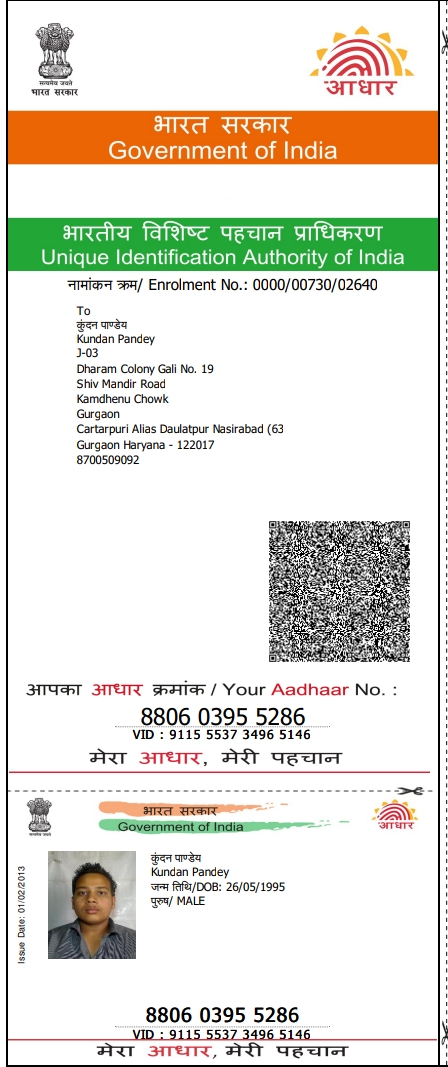 सत्यमेव जयते
भारत सरकार
आधार
भारत सरकार
Government of India
भारतीय विशिष्ट पहचान प्राधिकरण
Unique Identification Authority of India
नामांकन क्रम/ Enrolment No.: 0000/00730/02640
To
कुंदन पाण्डेय
Kundan Pandey
J-03
Dharam Colony Gali No. 19
Shiv Mandir Road
Kamdhenu Chowk
Gurgaon
Cartarpuri Alias Daulatpur Nasirabad (63
Gurgaon Haryana - 122017
8700509092
आपका आधार क्रमांक / Your Aadhaar No. :
8806 0395 5286
VID : 9115 5537 3496 5146
मेरा आधार, मेरी पहचान
भारत सरकार
Government of India
आधार
Issue Date: 01/02/2013
कुंदन पाण्डेय
Kundan Pandey
जन्म तिथि/DOB: 26/05/1995
पुरुष/ MALE
8806 0395 5286
VID : 9115 5537 3496 5146
मेरा आधार, मेरी पहचान